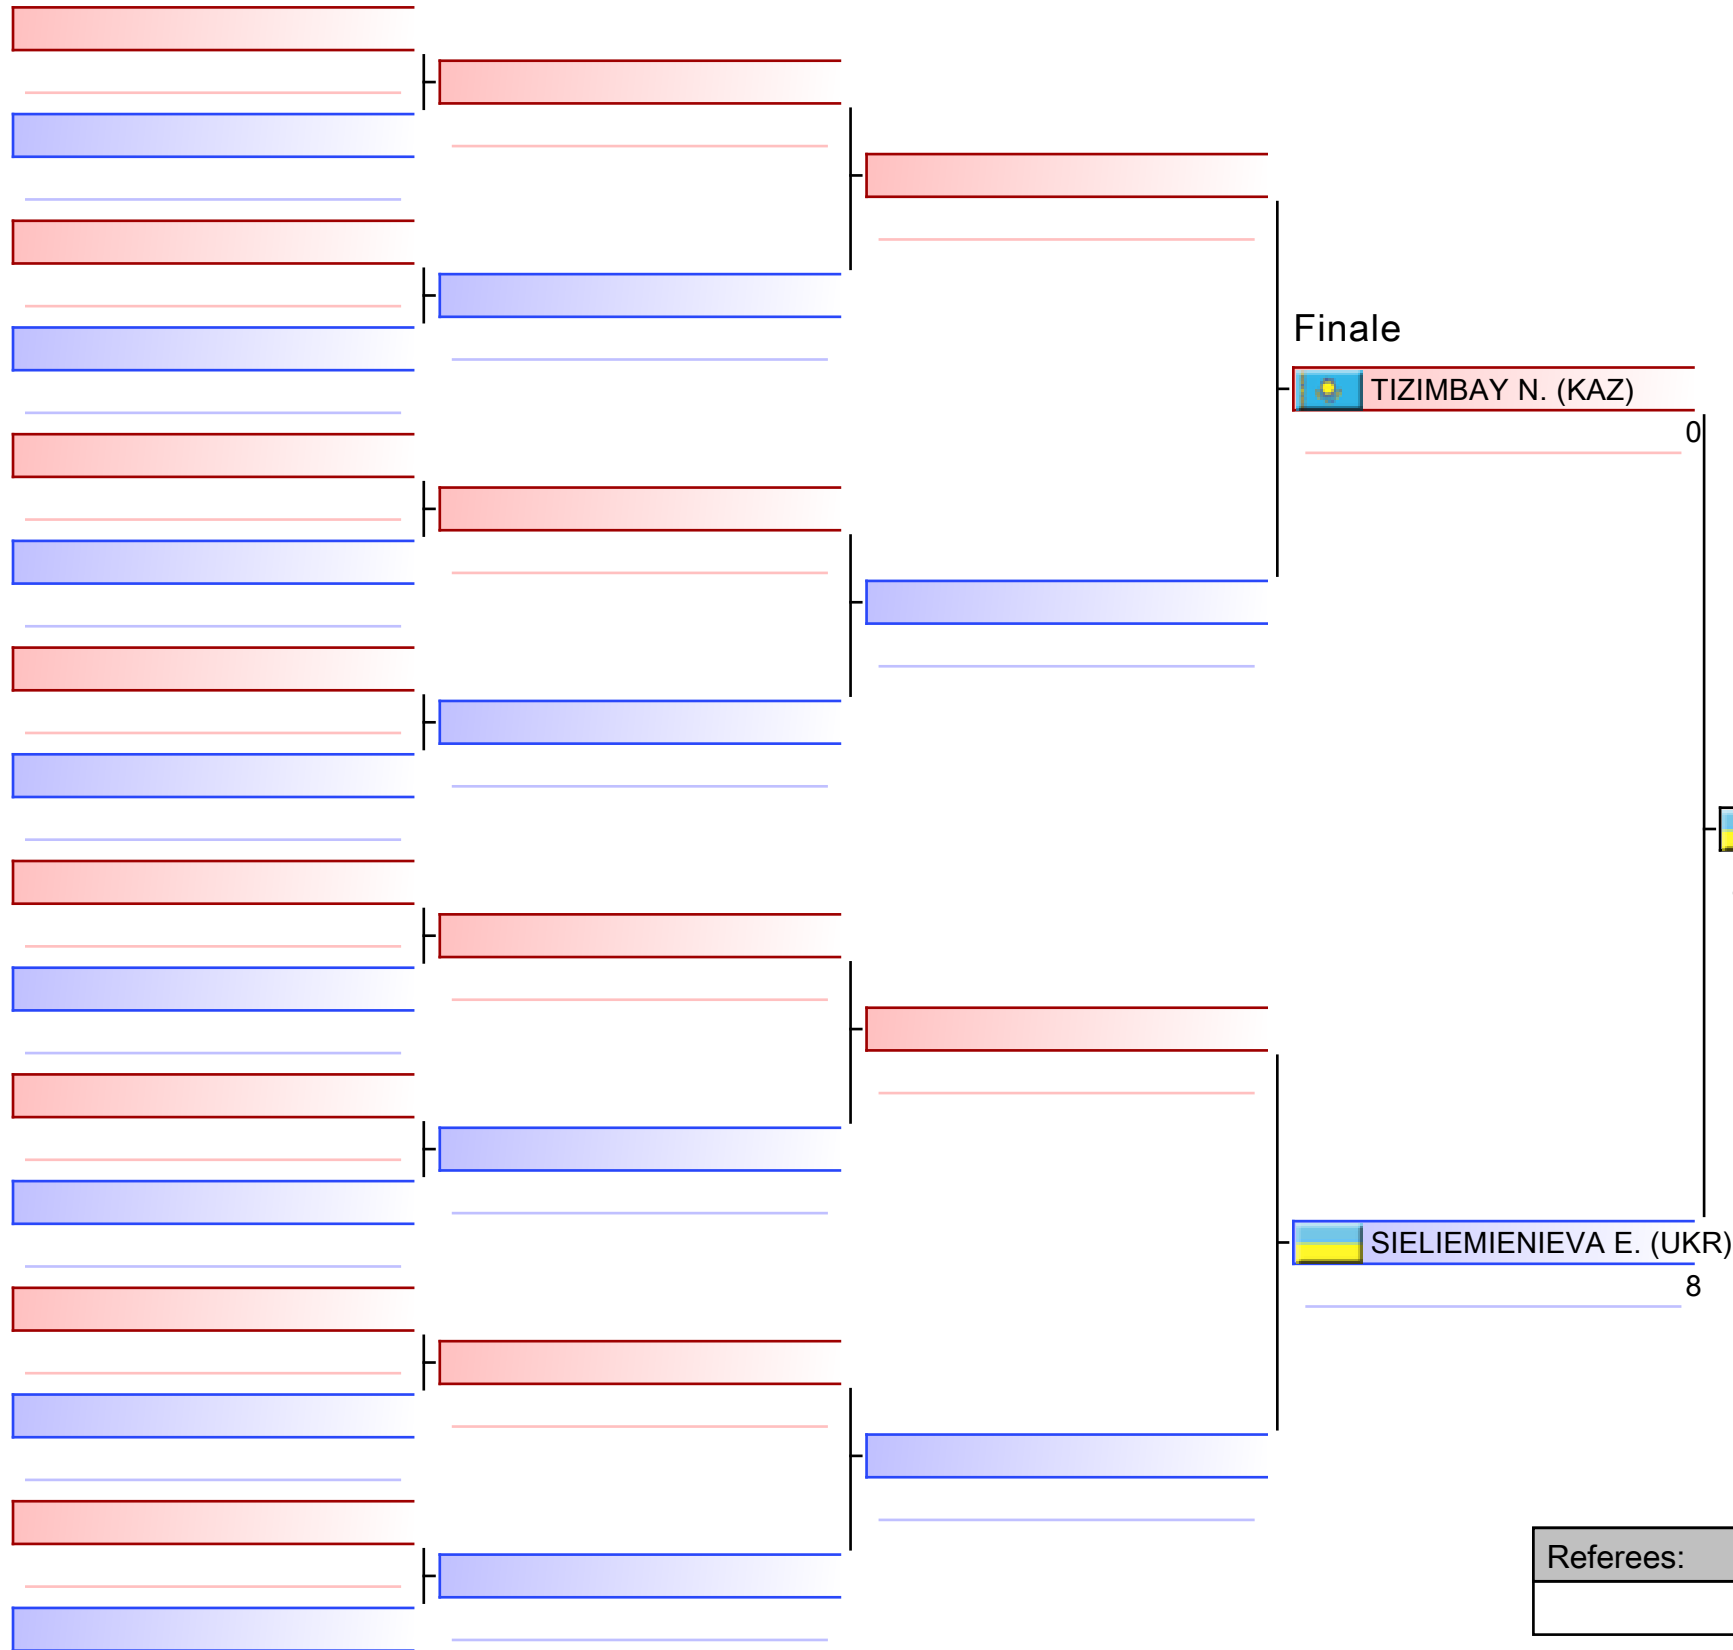 Finale
TIZIMBAY N. (KAZ)
0
SIELIEMIENIEVA E. (UKR)
8
Referees: